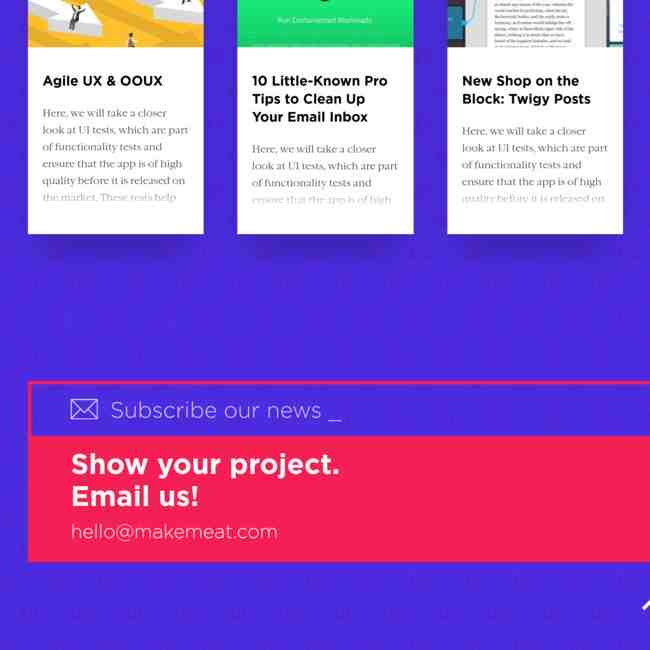 Run Containerized Workloads
Agile UX & OOUX
Here, we will take a closer
look at UI tests, which are part
of functionality tests and
ensure that the app is of high
quality before it is released on
the market. These tests help
10 Little-Known Pro
Tips to Clean Up
Your Email Inbox
Here, we will take a closer
look at UI tests, which are part
of functionality tests and
ensure that the app is of high
New Shop on the
Block: Twigy Posts
Here, we will take a closer
look at UI tests, which are part
of functionality tests and
ensure that the app is of high
quality before it is released on
Subscribe our news _
Show your project.
Email us!
hello@makemeat.com